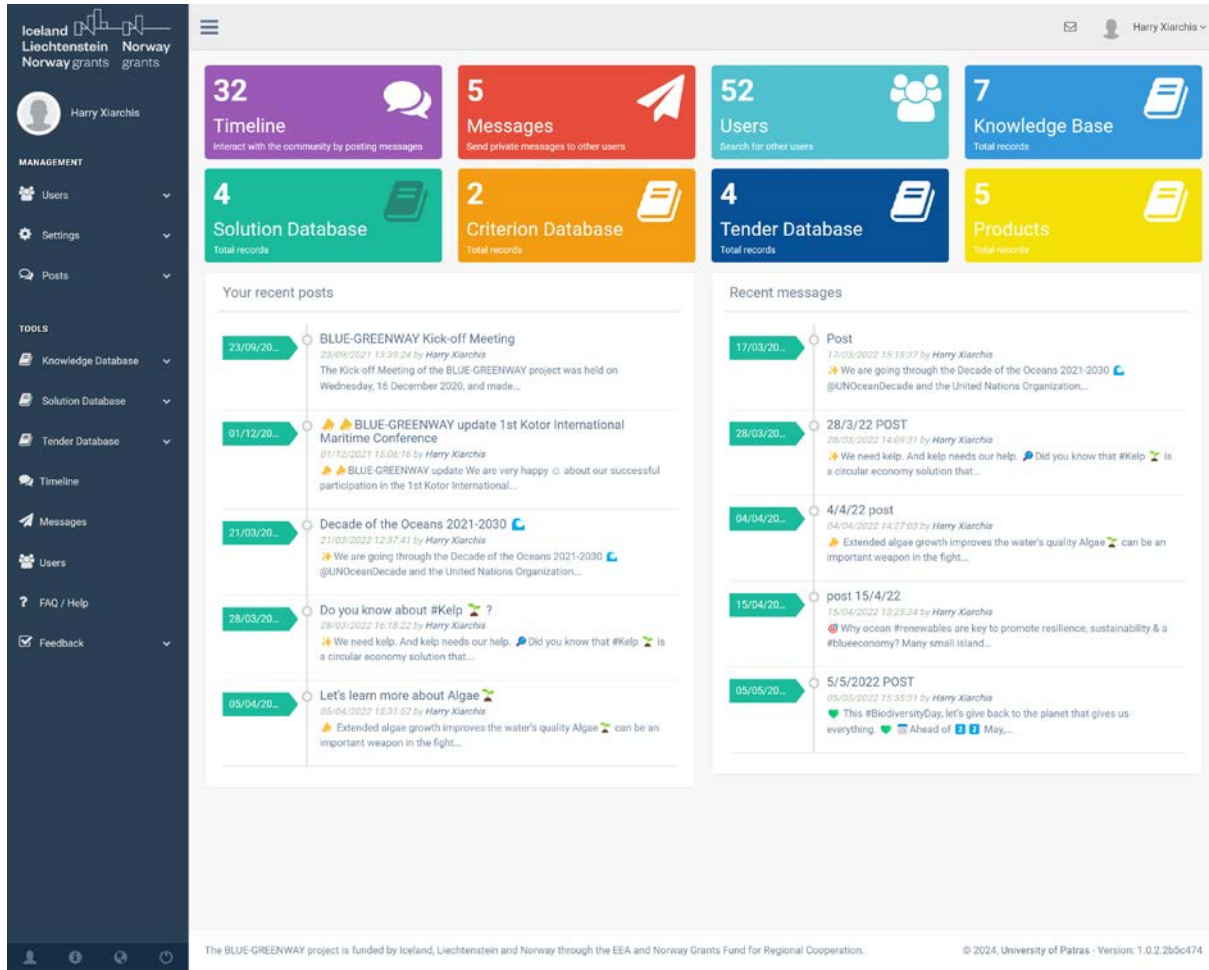 Iceland
Liechtenstein Norway
Norway grants grants
Harry Xiarchis
MANAGEMENT
Users
Settings
Posts
TOOLS
Knowledge Database
Solution Database
Tender Database
Timeline
Messages
Users
? FAQ / Help
Feedback
Harry Xiarchis
32
Timeline
Interact with the community by posting messages
5
Messages
Send private messages to other users
52
Users
Search for other users
7
Knowledge Base
Total records
4
Solution Database
Total records
2
Criterion Database
Total records
4
Tender Database
Total records
5
Products
Total records
Your recent posts
23/09/20...
BLUE-GREENWAY Kick-off Meeting
23/09/2021 13:39:24 by Harry Xiarchis
The Kick-off Meeting of the BLUE-GREENWAY project was held on
Wednesday, 16 December 2020, and made...
01/12/20...
📣 📣 BLUE-GREENWAY update 1st Kotor International
Maritime Conference
01/12/2021 15:06:16 by Harry Xiarchis
📣 📣 BLUE-GREENWAY update We are very happy ☺ about our successful
participation in the 1st Kotor International...
21/03/20...
Decade of the Oceans 2021-2030 🌊
21/03/2022 12:37:41 by Harry Xiarchis
✨ We are going through the Decade of the Oceans 2021-2030 🌊
@UNOceanDecade and the United Nations Organization...
28/03/20...
Do you know about #Kelp 🌱 ?
28/03/2022 16:18:22 by Harry Xiarchis
✨ We need kelp. And kelp needs our help. 🔎 Did you know that #Kelp 🌱 is
a circular economy solution that...
05/04/20...
Let's learn more about Algae 🌱
05/04/2022 15:31:52 by Harry Xiarchis
📣 Extended algae growth improves the water's quality Algae 🌱 can be an
important weapon in the fight...
Recent messages
17/03/20...
Post
17/03/2022 15:15:37 by Harry Xiarchis
✨ We are going through the Decade of the Oceans 2021-2030 🌊
@UNOceanDecade and the United Nations Organization...
28/03/20...
28/3/22 POST
28/03/2022 14:09:31 by Harry Xiarchis
✨ We need kelp. And kelp needs our help. 🔎 Did you know that #Kelp 🌱 is
a circular economy solution that...
04/04/20...
4/4/22 post
04/04/2022 14:27:03 by Harry Xiarchis
📣 Extended algae growth improves the water's quality Algae 🌱 can be an
important weapon in the fight...
15/04/20...
post 15/4/22
15/04/2022 13:25:24 by Harry Xiarchis
🎯 Why ocean #renewables are key to promote resilience, sustainability & a
#blueeconomy? Many small island...
05/05/20...
5/5/2022 POST
05/05/2022 15:35:31 by Harry Xiarchis
💚 This #BiodiversityDay, let's give back to the planet that gives us
everything. 💚 🗓 Ahead of 2️⃣ 2️⃣ May,...
The BLUE-GREENWAY project is funded by Iceland, Liechtenstein and Norway through the EEA and Norway Grants Fund for Regional Cooperation.
© 2024, University of Patras - Version: 1.0.2.2b5c474